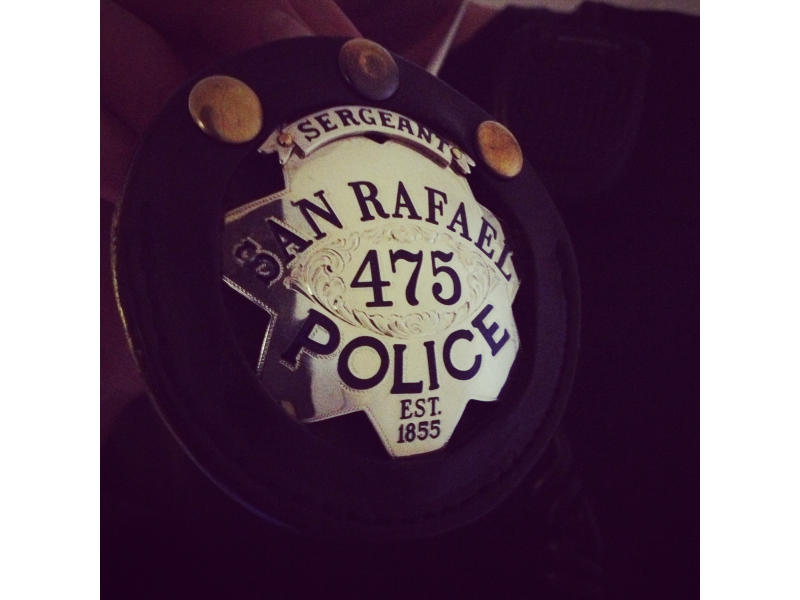 SERGEANT
SAN RAFAEL
475
POLICE
EST.
1855